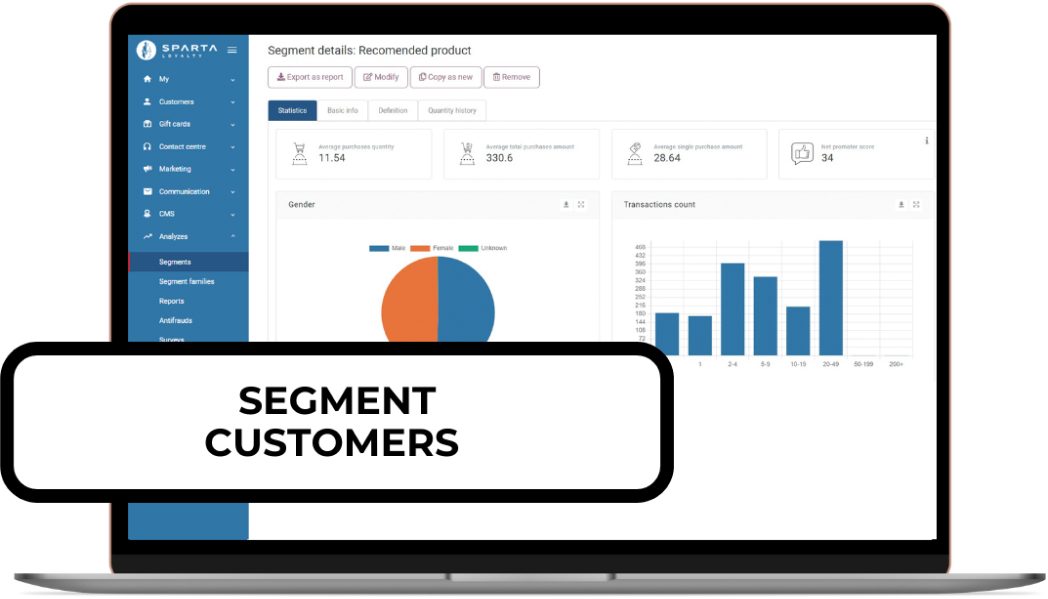 SPARTA
LOYALTY
My
Customers
Gift cards
Contact centre
Marketing
Communication
CMS
Analyzes
Segments
Segment families
Reports
Antifrauds
Surveys
Segment details: Recomended product
Export as report
Modify
Copy as new
Remove
Statistics
Basic info
Definition
Quantity history
Average purchases quantity
11.54
Average total purchases amount
330.6
Average single purchase amount
28.64
Net promoter score
34
Gender
Male
Female
Unknown
Transactions count
468
432
396
360
324
288
252
216
180
144
108
72
1
2-4
5-9
10-19
20-49
50-199
200+
SEGMENT
CUSTOMERS